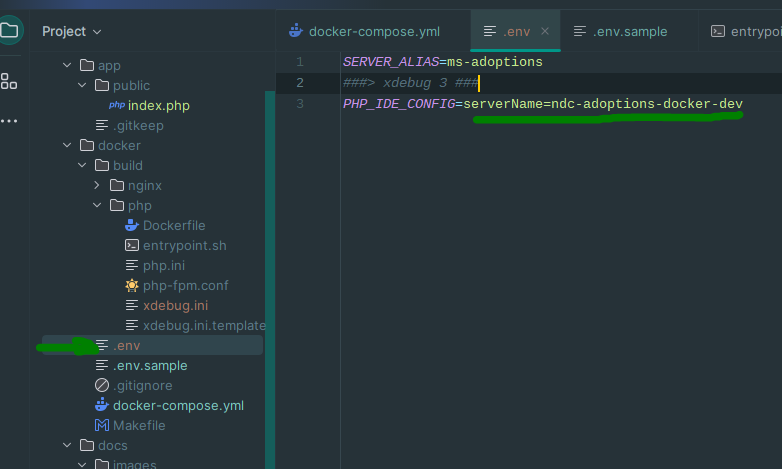 Project
docker-compose.yml
.env
.env.sample
entrypoi
app
public
php index.php
.gitkeep
docker
build
nginx
php
Dockerfile
entrypoint.sh
php.ini
php-fpm.conf
xdebug.ini
xdebug.ini.template
.env
.env.sample
.gitignore
docker-compose.yml
Makefile
docs
images
1 SERVER_ALIAS=ms-adoptions
2 ###> xdebug 3 ###
3 PHP_IDE_CONFIG=serverName=ndc-adoptions-docker-dev